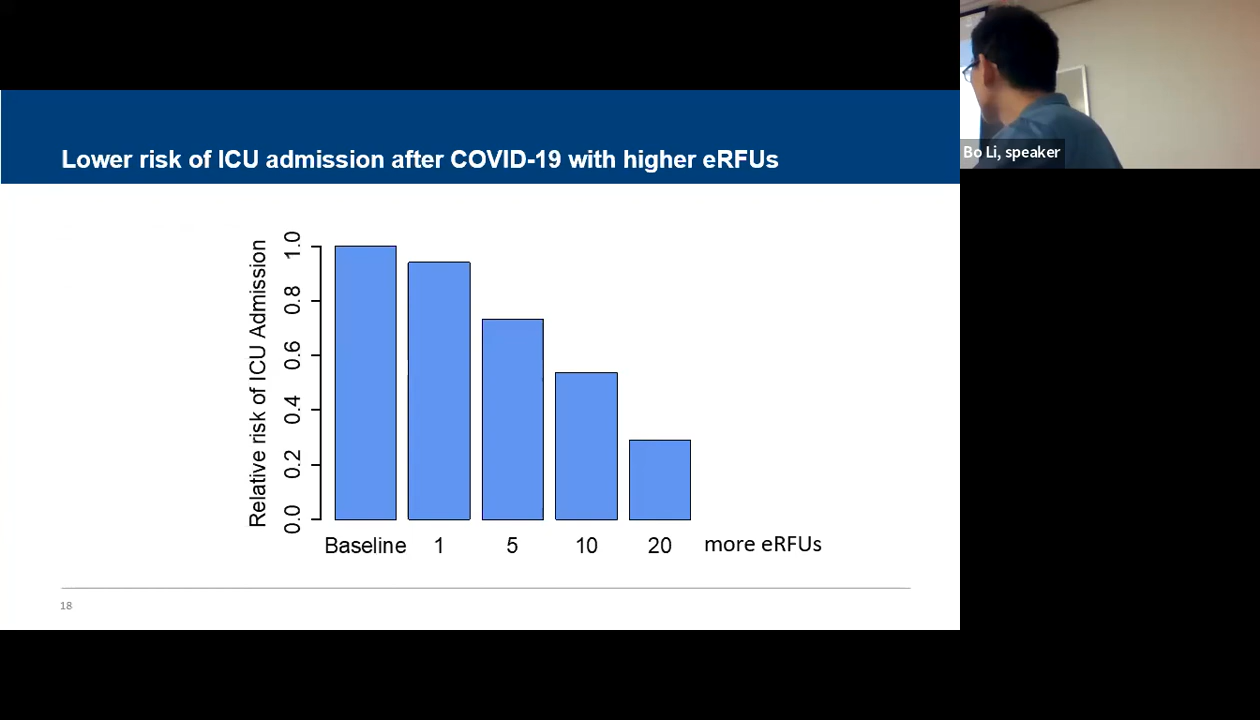 Lower risk of ICU admission after COVID-19 with higher eRFUs
Bo Li, speaker
Relative risk of ICU Admission
1.0
0.8
0.6
0.4
0.2
0.0
Baseline 1 5 10 20 more eRFUs
18